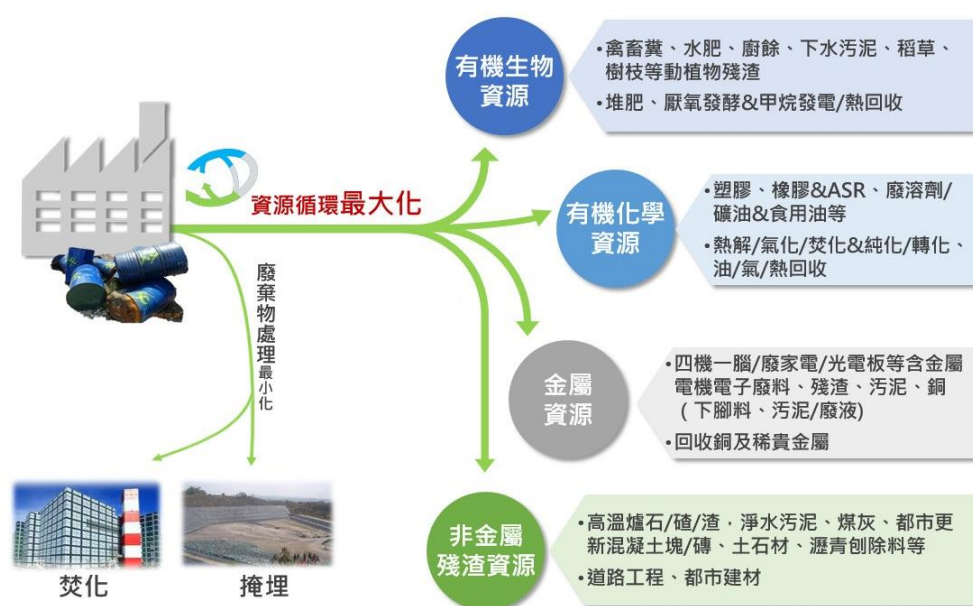 有機生物
資源
•禽畜糞、水肥、廚餘、下水汚泥、稻草、
樹枝等動植物殘渣
•堆肥、厭氧發酵&甲烷發電/熱回收
資源循環最大化
有機化學
資源
•塑膠、橡膠&ASR、廢溶劑/
礦油&食用油等
•熱解/氣化/焚化&純化/轉化、
油/氣/熱回收
廢棄物處理最小化
金屬
資源
•四機一腦/廢家電/光電板等含金屬
電機電子廢料、殘渣、汚泥、銅
(下腳料、汚泥/廢液)
•回收銅及稀貴金屬
非金屬
殘渣資源
•高溫爐石/碴/渣﹒淨水汚泥、煤灰、都市更
新混凝土塊/磚、土石材、瀝青刨除料等
•道路工程、都市建材
焚化
掩埋